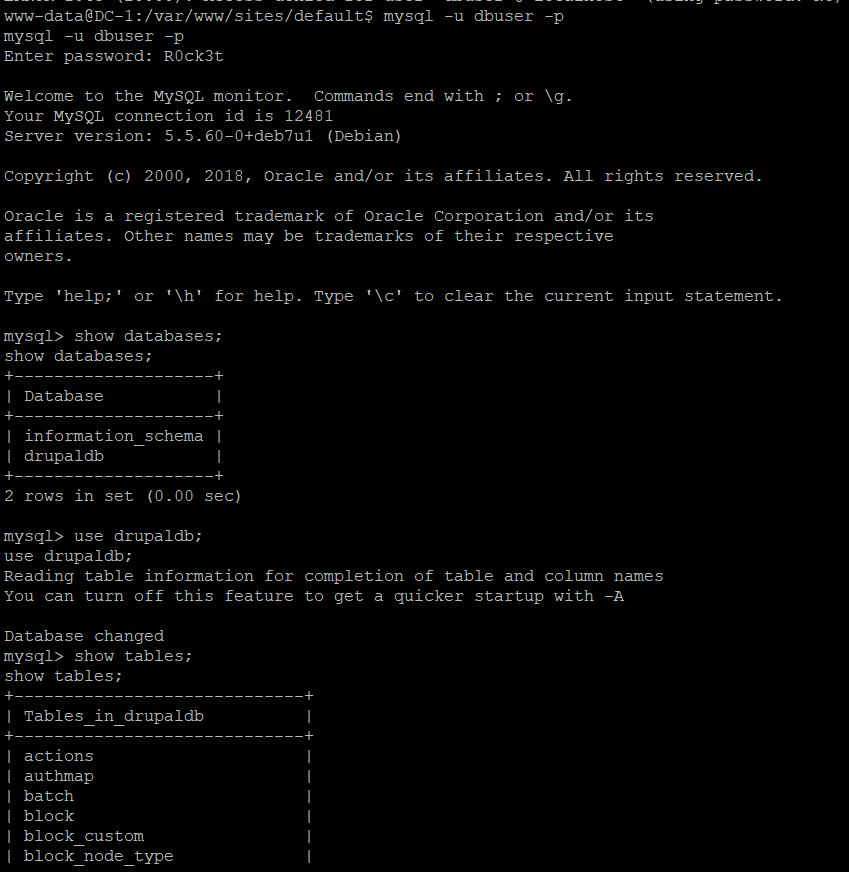 www-data@DC-1:/var/www/sites/default$ mysql -u dbuser -p
mysql -u dbuser -p
Enter password: R0ck3t
Welcome to the MySQL monitor.  Commands end with ; or \g.
Your MySQL connection id is 12481
Server version: 5.5.60-0+deb7u1 (Debian)
Copyright (c) 2000, 2018, Oracle and/or its affiliates. All rights reserved.
Oracle is a registered trademark of Oracle Corporation and/or its
affiliates. Other names may be trademarks of their respective
owners.
Type 'help;' or '\h' for help. Type '\c' to clear the current input statement.
mysql> show databases;
show databases;
+--------------------+
| Database           |
+--------------------+
| information_schema |
| drupaldb           |
+--------------------+
2 rows in set (0.00 sec)
mysql> use drupaldb;
use drupaldb;
Reading table information for completion of table and column names
You can turn off this feature to get a quicker startup with -A
Database changed
mysql> show tables;
show tables;
+-----------------------------+
| Tables_in_drupaldb          |
+-----------------------------+
| actions                     |
| authmap                     |
| batch                       |
| block                       |
| block_custom                |
| block_node_type             |